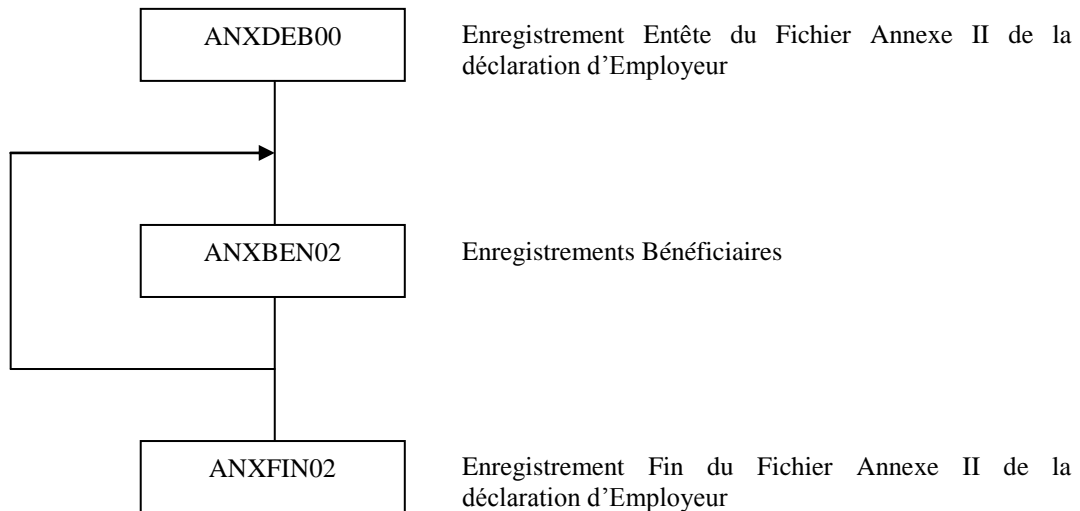 ANXDEB00
Enregistrement Entête du Fichier Annexe II de la
déclaration d’Employeur
ANXBEN02
Enregistrements Bénéficiaires
ANXFIN02
Enregistrement Fin du Fichier Annexe II de la
déclaration d’Employeur